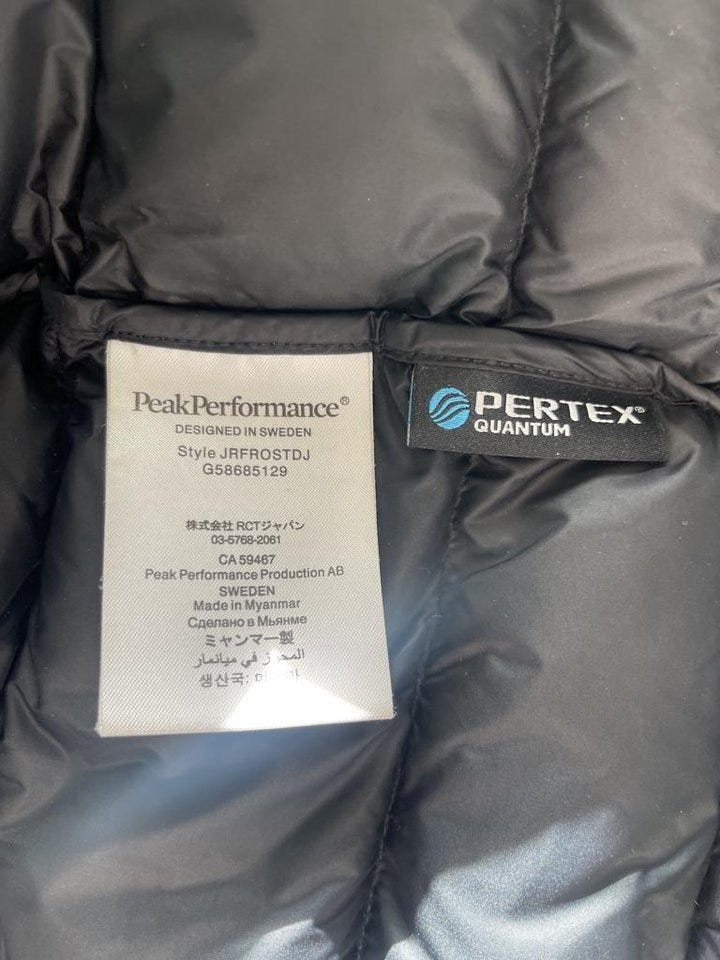 PeakPerformance®
DESIGNED IN SWEDEN
Style JRFROSTDJ
G58685129
株式会社 RCTジャパン
03-5768-2061
CA 59467
Peak Performance Production AB
SWEDEN
Made in Myanmar
Сделано в Мьянме
ミャンマー製
في ميانمار
생산국:
PERTEX®
QUANTUM